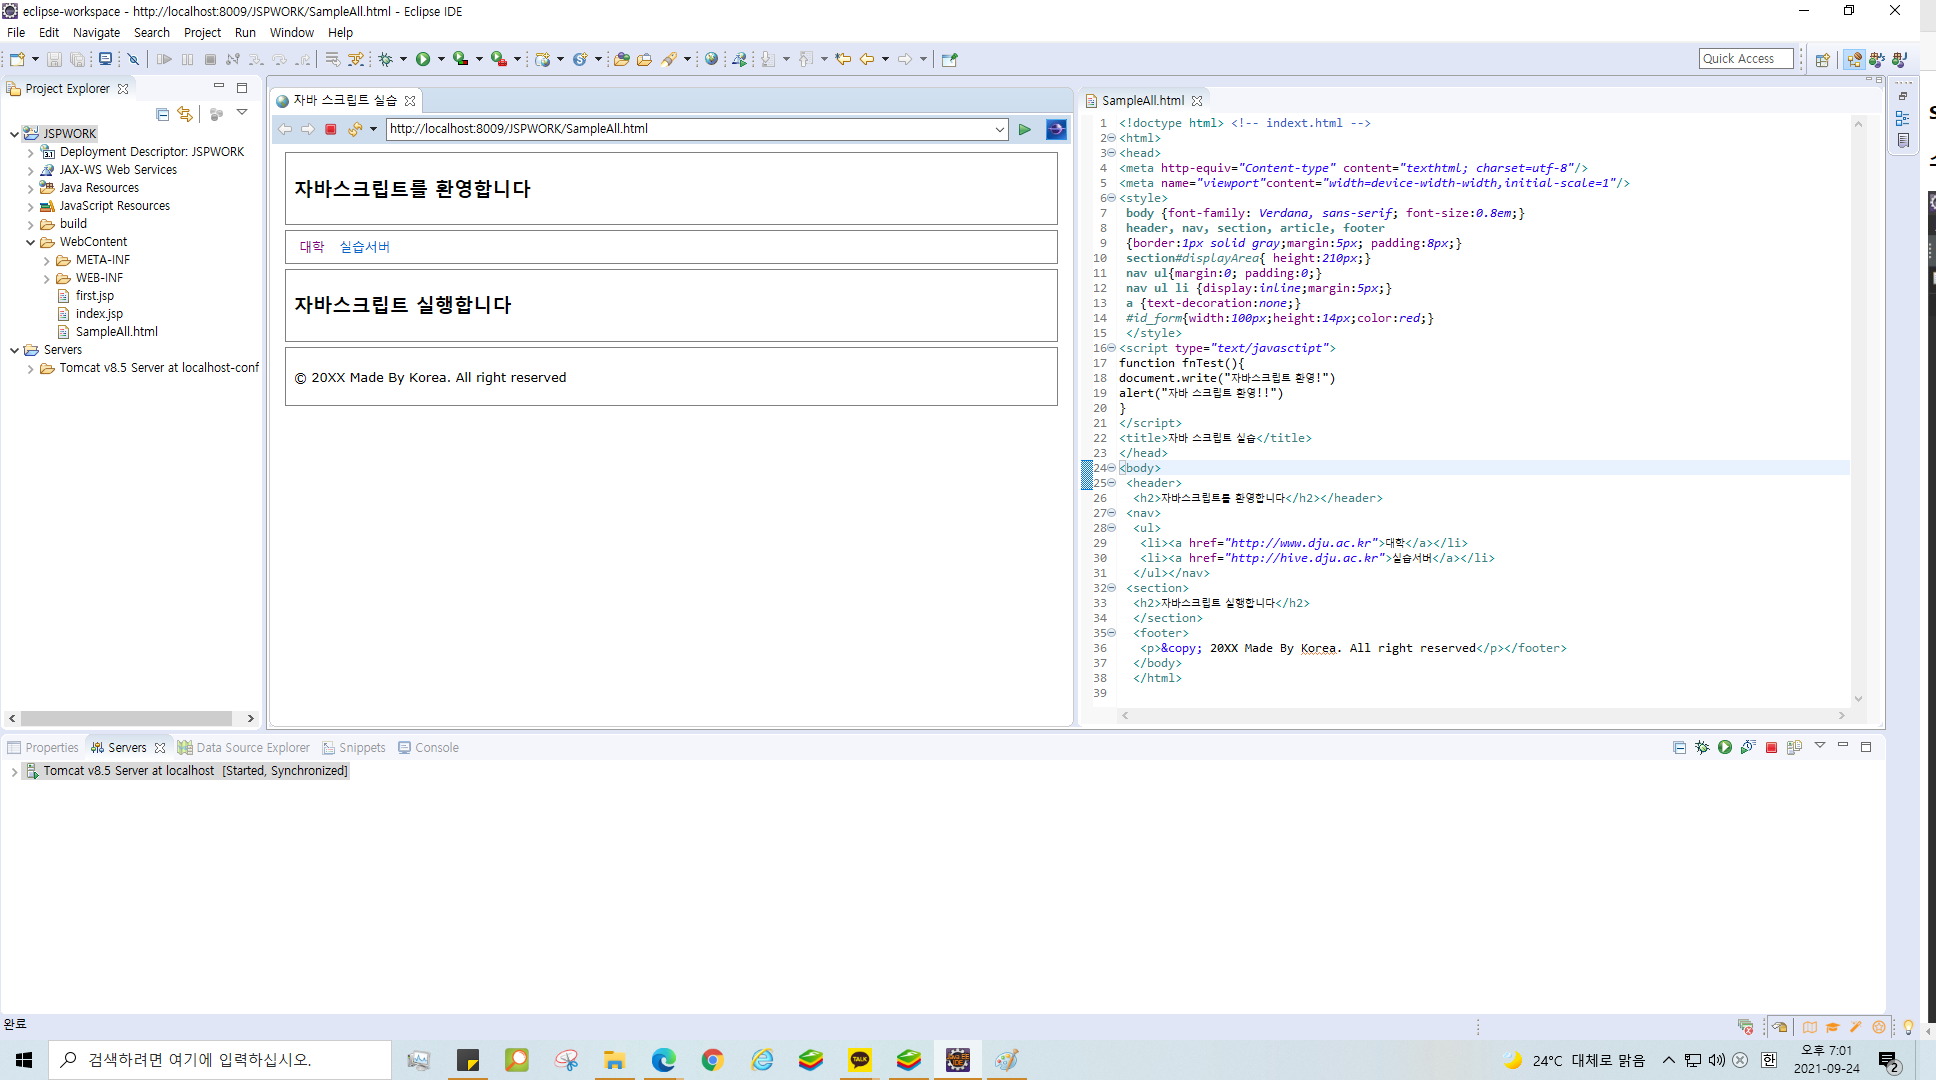 eclipse-workspace - http://localhost:8009/JSPWORK/SampleAll.html - Eclipse IDE
File Edit Navigate Search Project Run Window Help
Quick Access
Project Explorer
JSPWORK
Deployment Descriptor: JSPWORK
JAX-WS Web Services
Java Resources
JavaScript Resources
build
WebContent
META-INF
WEB-INF
first.jsp
index.jsp
SampleAll.html
Servers
Tomcat v8.5 Server at localhost-conf
자바 스크립트 실습
http://localhost:8009/JSPWORK/SampleAll.html
자바스크립트를 환영합니다
대학 실습서버
자바스크립트 실행합니다
© 20XX Made By Korea. All right reserved
SampleAll.html
1 <!doctype html> <!-- indext.html -->
2 <html>
3 <head>
4 <meta http-equiv="Content-type" content="texthtml; charset=utf-8"/>
5 <meta name="viewport"content="width=device-width-width,initial-scale=1"/>
6 <style>
7 body {font-family: Verdana, sans-serif; font-size:0.8em;}
8 header, nav, section, article, footer
9 {border:1px solid gray;margin:5px; padding:8px;}
10 section#displayArea{ height:210px;}
11 nav ul{margin:0; padding:0;}
12 nav ul li {display:inline;margin:5px;}
13 a {text-decoration:none;}
14 #id_form{width:100px;height:14px;color:red;}
15 </style>
16 <script type="text/javasctipt">
17 function fnTest(){
18 document.write("자바스크립트 환영!")
19 alert("자바 스크립트 환영!!")
20 }
21 </script>
22 <title>자바 스크립트 실습</title>
23 </head>
24 <body>
25 <header>
26 <h2>자바스크립트를 환영합니다</h2></header>
27 <nav>
28 <ul>
29 <li><a href="http://www.dju.ac.kr">대학</a></li>
30 <li><a href="http://hive.dju.ac.kr">실습서버</a></li>
31 </ul></nav>
32 <section>
33 <h2>자바스크립트 실행합니다</h2>
34 </section>
35 <footer>
36 <p>&copy; 20XX Made By Korea. All right reserved</p></footer>
37 </body>
38 </html>
39
Properties Servers Data Source Explorer Snippets Console
Tomcat v8.5 Server at localhost [Started, Synchronized]
완료
검색하려면 여기에 입력하십시오.
TALK
24°C 대체로 맑음
한
오후 7:01
2021-09-24
2